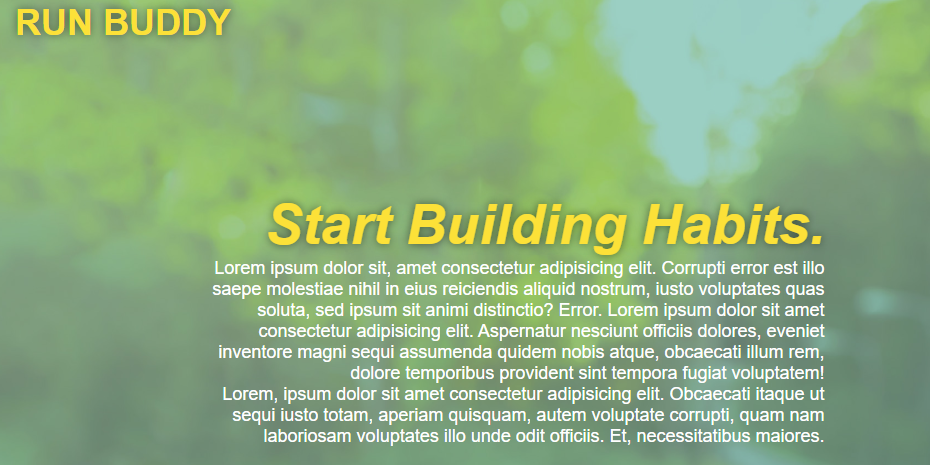 RUN BUDDY
Start Building Habits.
Lorem ipsum dolor sit, amet consectetur adipisicing elit. Corrupti error est illo
saepe molestiae nihil in eius reiciendis aliquid nostrum, iusto voluptates quas
soluta, sed ipsum sit animi distinctio? Error. Lorem ipsum dolor sit amet
consectetur adipisicing elit. Aspernatur nesciunt officiis dolores, eveniet
inventore magni sequi assumenda quidem nobis atque, obcaecati illum rem,
dolore temporibus provident sint tempora fugiat voluptatem!
Lorem, ipsum dolor sit amet consectetur adipisicing elit. Obcaecati itaque ut
sequi iusto totam, aperiam quisquam, autem voluptate corrupti, quam nam
laboriosam voluptates illo unde odit officiis. Et, necessitatibus maiores.